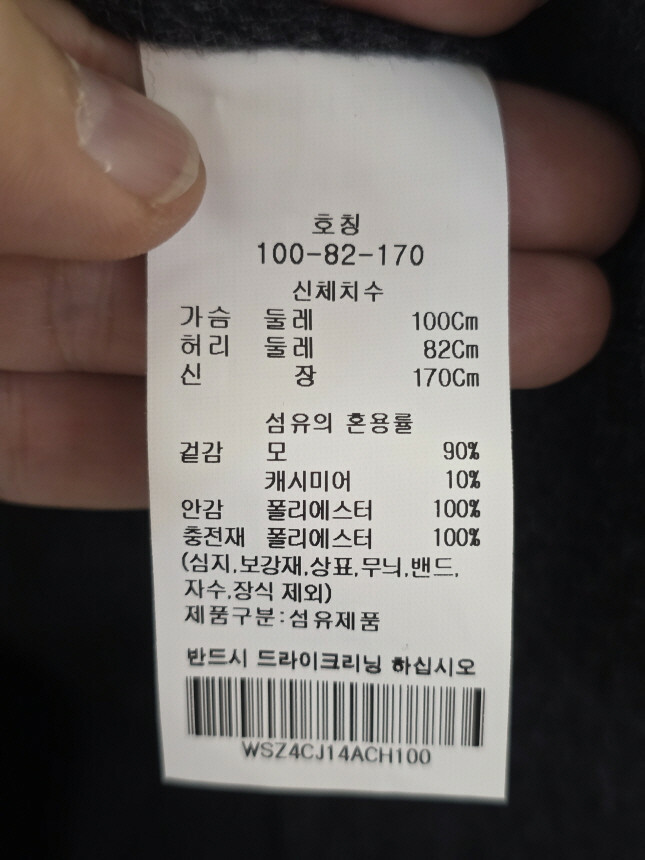 호칭
100-82-170
신체치수
가슴 둘레 100Cm
허리 둘레 82Cm
신 장 170Cm
섬유의 혼용률
겉감 모 90%
캐시미어 10%
안감 폴리에스터 100%
충전재 폴리에스터 100%
(심지,보강재,상표,무늬,밴드,
자수,장식 제외)
제품구분:섬유제품
반드시 드라이크리닝 하십시오
WSZ4CJ14ACH100